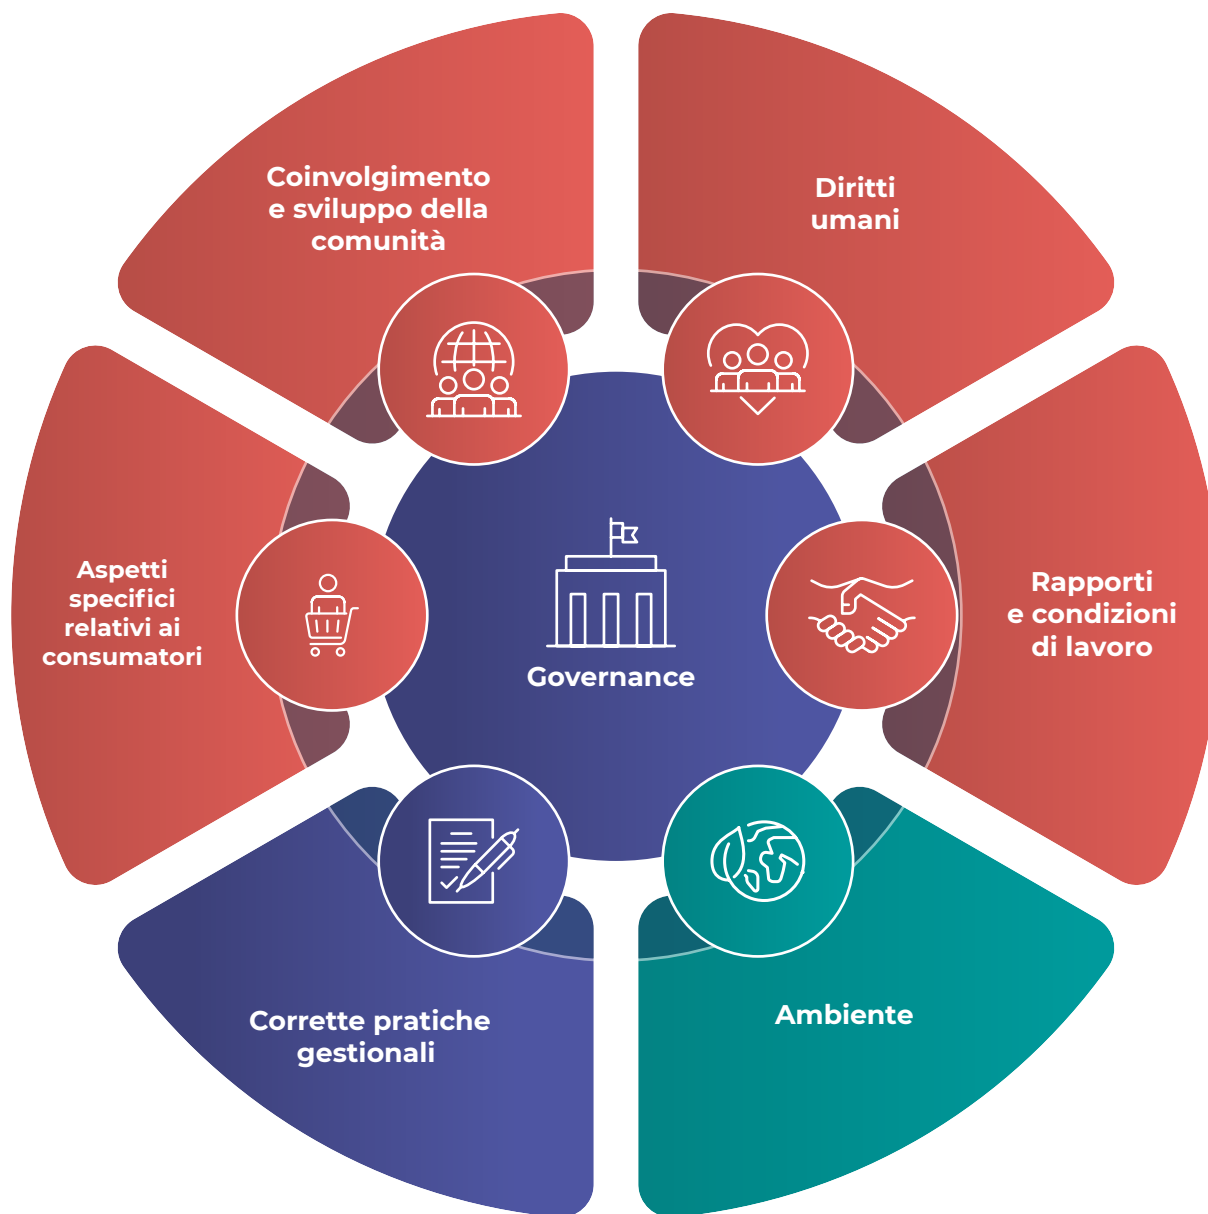 Coinvolgimento
e sviluppo della
comunità
Diritti
umani
Aspetti
specifici
relativi ai
consumatori
Governance
Rapporti
e condizioni
di lavoro
Corrette pratiche
gestionali
Ambiente